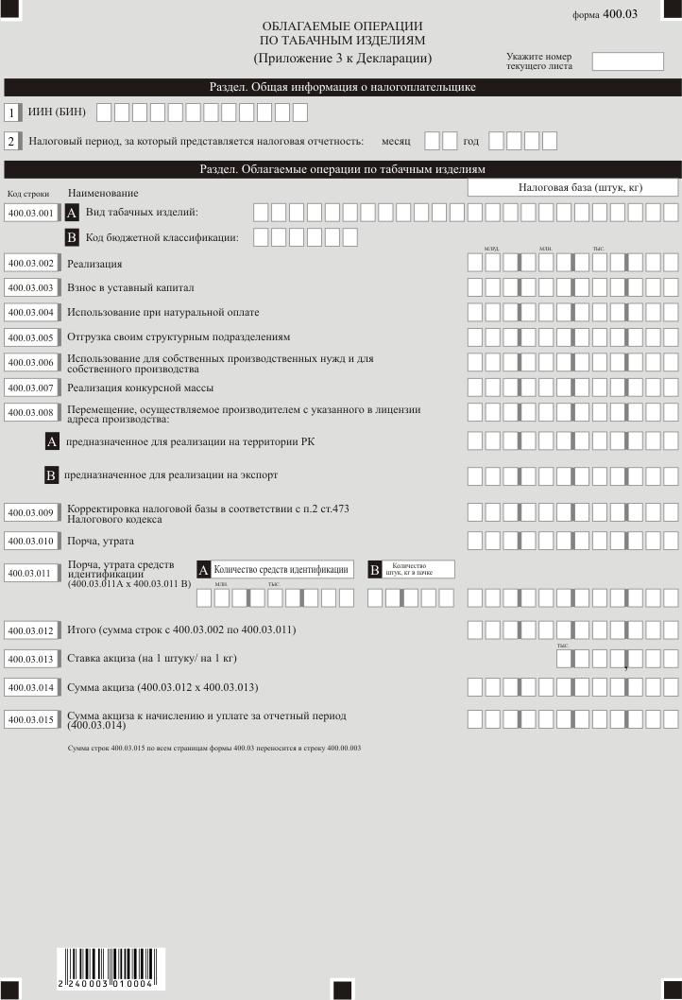 форма 400.03
ОБЛАГАЕМЫЕ ОПЕРАЦИИ
ПО ТАБАЧНЫМ ИЗДЕЛИЯМ
(Приложение 3 к Декларации)
Укажите номер
текущего листа
Раздел. Общая информация о налогоплательщике
1 ИИН (БИН)
2 Налоговый период, за который представляется налоговая отчетность: месяц год
Раздел. Облагаемые операции по табачным изделиям
Код строки Наименование Налоговая база (штук, кг)
400.03.001 A Вид табачных изделий:
B Код бюджетной классификации:
млрд. млн. тыс.
400.03.002 Реализация
400.03.003 Взнос в уставный капитал
400.03.004 Использование при натуральной оплате
400.03.005 Отгрузка своим структурным подразделениям
400.03.006 Использование для собственных производственных нужд и для
собственного производства
400.03.007 Реализация конкурсной массы
400.03.008 Перемещение, осуществляемое производителем с указанного в лицензии
адреса производства:
A предназначенное для реализации на территории РК
B предназначенное для реализации на экспорт
400.03.009 Корректировка налоговой базы в соответствии с п.2 ст.473
Налогового кодекса
400.03.010 Порча, утрата
400.03.011 Порча, утрата средств
идентификации
(400.03.011А х 400.03.011 В)
A Количество средств идентификации
B Количество
штук, кг в пачке
млн. тыс.
400.03.012 Итого (сумма строк с 400.03.002 по 400.03.011)
тыс.
400.03.013 Ставка акциза (на 1 штуку/ на 1 кг) ,
400.03.014 Сумма акциза (400.03.012 х 400.03.013)
400.03.015 Сумма акциза к начислению и уплате за отчетный период
(400.03.014)
Сумма строк 400.03.015 по всем страницам формы 400.03 переносится в строку 400.00.003
2 240003 010004